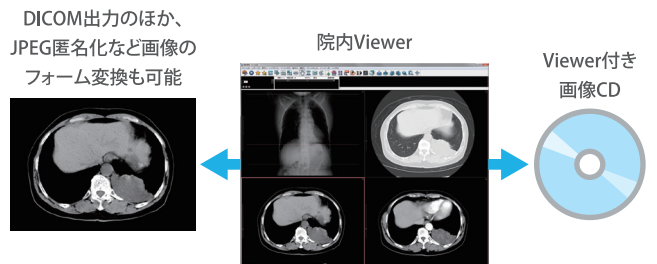 DICOM出力のほか、
JPEG匿名化など画像の
フォーム変換も可能
院内Viewer
Viewer付き
画像CD